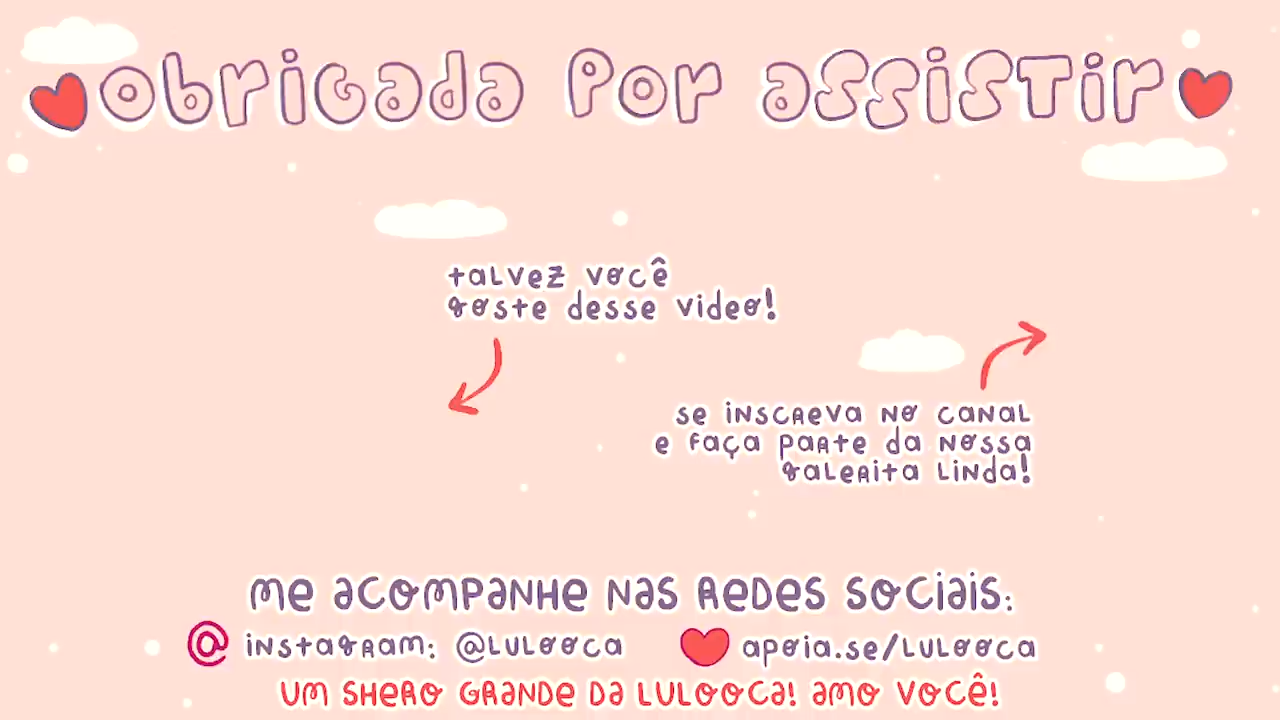 obrigada por assistir
talvez você
goste desse video!
se inscreva no canal
e faça parte da nossa
galerita linda!
me acompanhe nas redes sociais:
@ instagram: @lulooca
apoia.se/lulooca
um shero grande da lulooca! amo você!